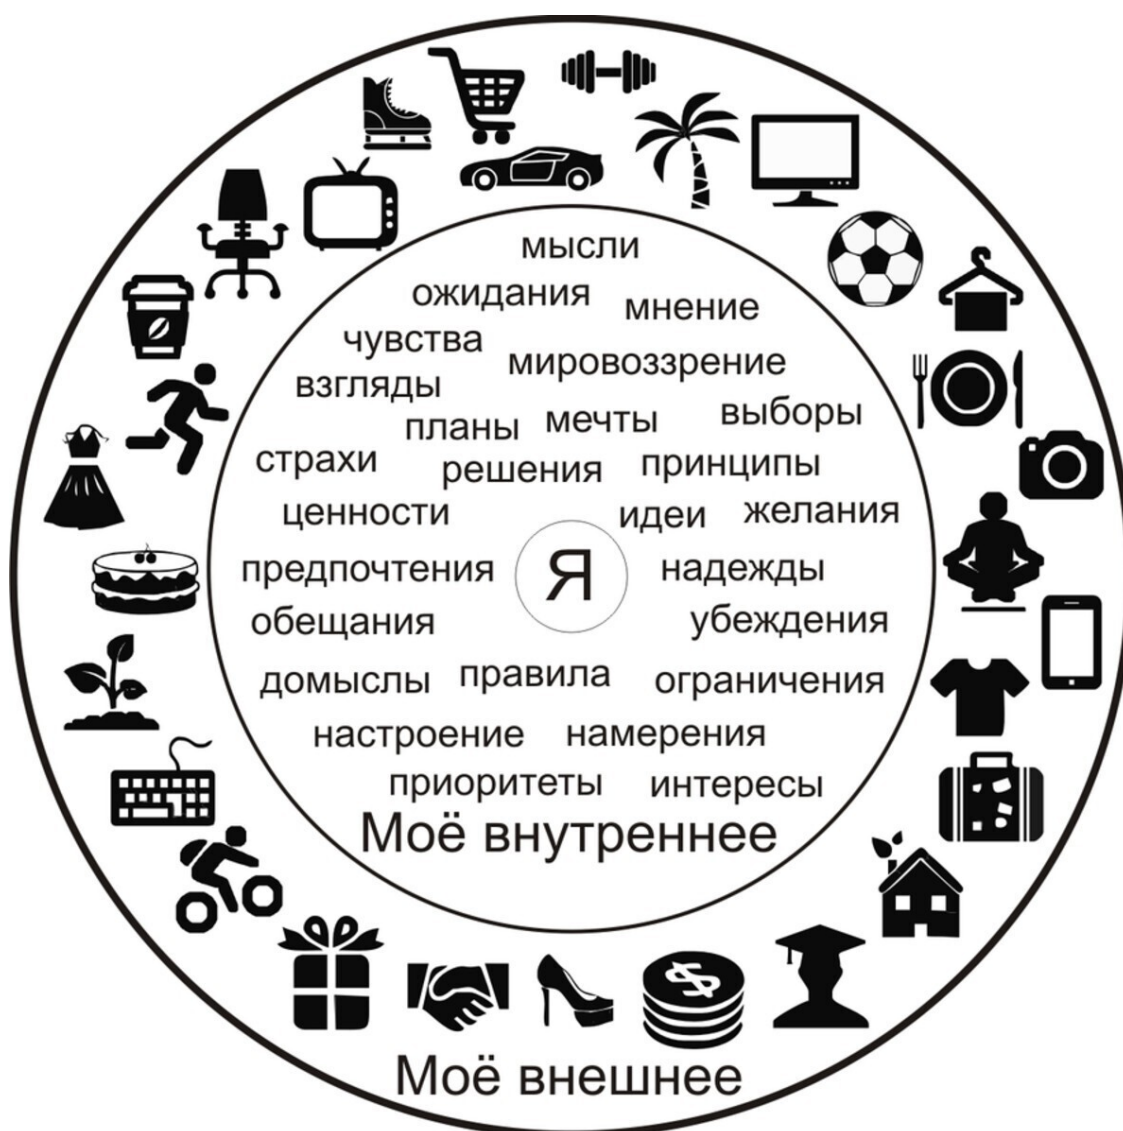 мысли
ожидания мнение
чувства
мировоззрение
взгляды
планы мечты выборы
страхи решения принципы
ценности идеи желания
предпочтения Я надежды
обещания убеждения
домыслы правила ограничения
настроение намерения
приоритеты интересы
Моё внутреннее
$
Моё внешнее